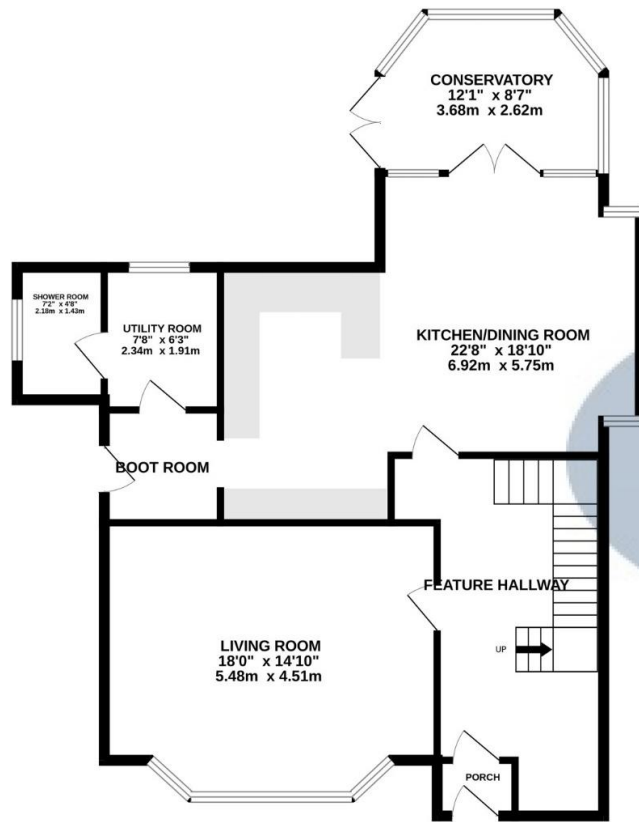 CONSERVATORY
12'1" x 8'7"
3.68m x 2.62m
SHOWER ROOM
7'2" x 4'8"
2.18m x 1.43m
UTILITY ROOM
7'8" x 6'3"
2.34m x 1.91m
KITCHEN/DINING ROOM
22'8" x 18'10"
6.92m x 5.75m
BOOT ROOM
FEATURE HALLWAY
LIVING ROOM
18'0" x 14'10"
5.48m x 4.51m
UP
PORCH